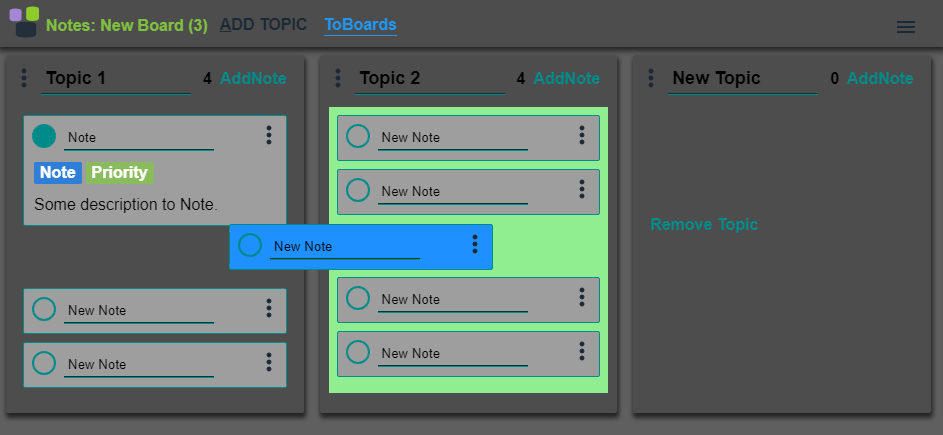 Notes: New Board (3) ADD TOPIC ToBoards
Topic 1 4 AddNote
Note
Note Priority
Some description to Note.
New Note
New Note
New Note
Topic 2 4 AddNote
New Note
New Note
New Note
New Note
New Topic 0 AddNote
Remove Topic